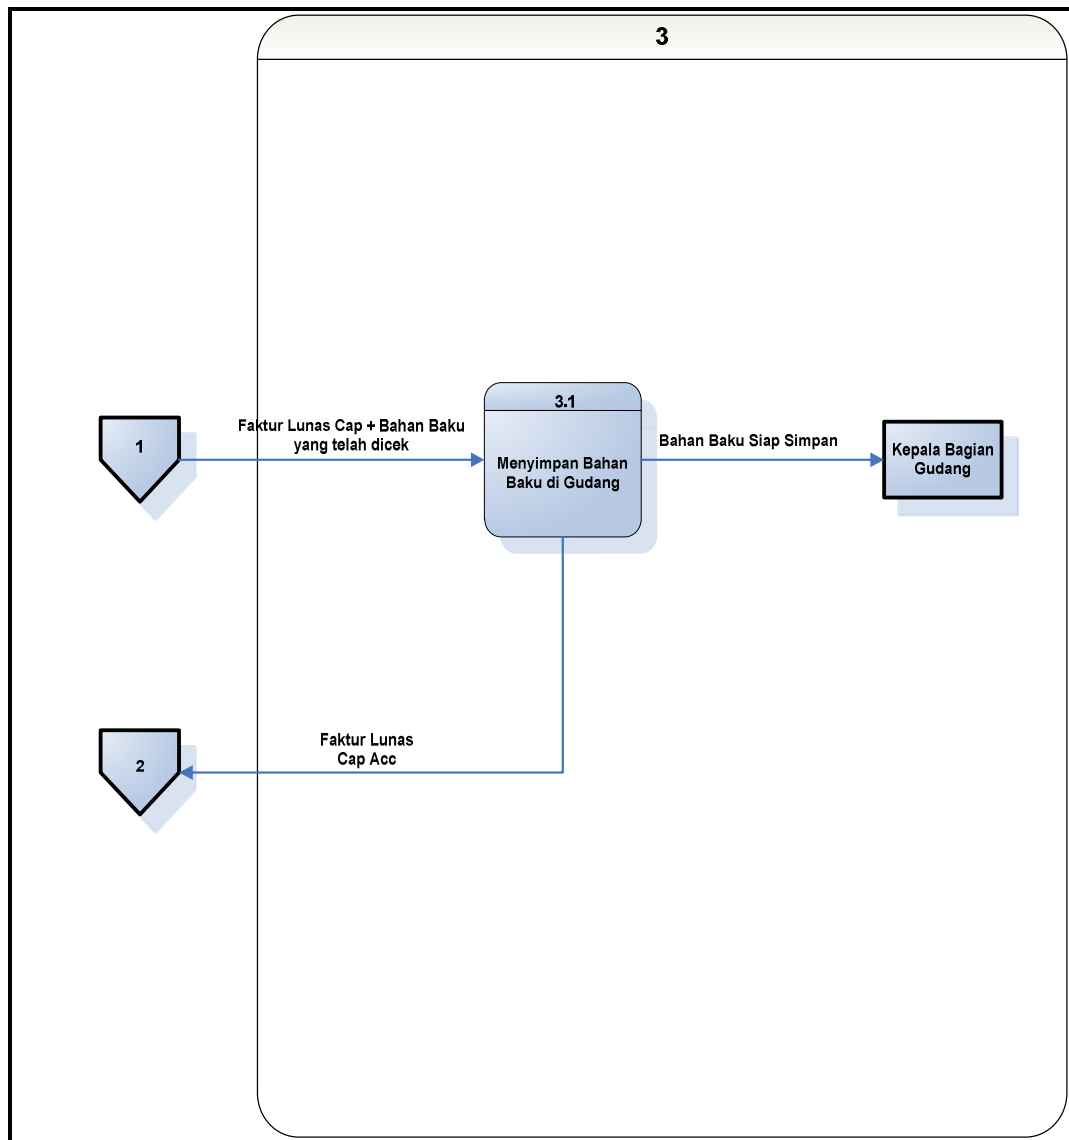 3
1
Faktur Lunas Cap + Bahan Baku
yang telah dicek
3.1
Menyimpan Bahan
Baku di Gudang
Bahan Baku Siap Simpan
Kepala Bagian
Gudang
2
Faktur Lunas
Cap Acc